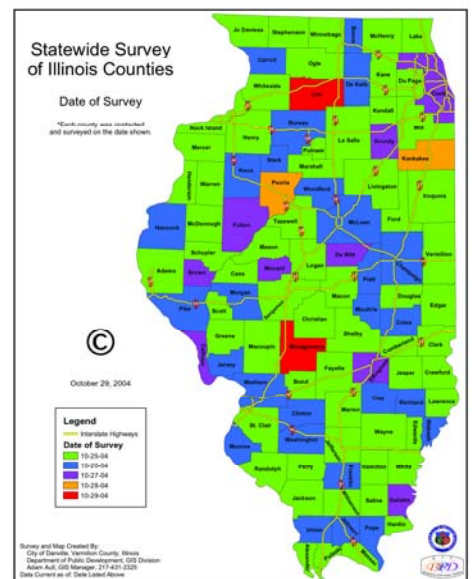 Statewide Survey
of Illinois Counties
Date of Survey
*Each county was contacted
and surveyed on the date shown.
Jo Daviess
Stephenson
Winnebago
Boone
McHenry
Lake
Carroll
Ogle
De Kalb
Kane
Du Page
Cook
Whiteside
Lee
Kendall
Will
Rock Island
Henry
Bureau
La Salle
Grundy
Kankakee
Mercer
Putnam
Stark
Marshall
Henderson
Warren
Knox
Peoria
Woodford
Livingston
Iroquois
Hancock
McDonough
Fulton
Tazewell
McLean
Ford
Schuyler
Mason
Logan
De Witt
Champaign
Vermilion
Adams
Brown
Cass
Menard
Piatt
Macon
Pike
Scott
Morgan
Sangamon
Christian
Moultrie
Douglas
Coles
Edgar
Greene
Macoupin
Montgomery
Shelby
Cumberland
Clark
Calhoun
Jersey
Fayette
Effingham
Jasper
Crawford
Madison
Bond
Clay
Richland
Lawrence
Clinton
Marion
St. Clair
Washington
Jefferson
Wayne
Edwards
Wabash
Monroe
Randolph
Perry
Franklin
Hamilton
White
Jackson
Williamson
Saline
Gallatin
Union
Johnson
Pope
Hardin
Alexander
Pulaski
Massac
©
October 29, 2004
Legend
Interstate Highways
Date of Survey
10-25-04
10-26-04
10-27-04
10-28-04
10-29-04
Survey and Map Created By:
City of Danville, Vermilion County, Illinois
Department of Public Development, GIS Division
Adam Aull, GIS Manager, 217-431-2325
Data Current as of: Date Listed Above